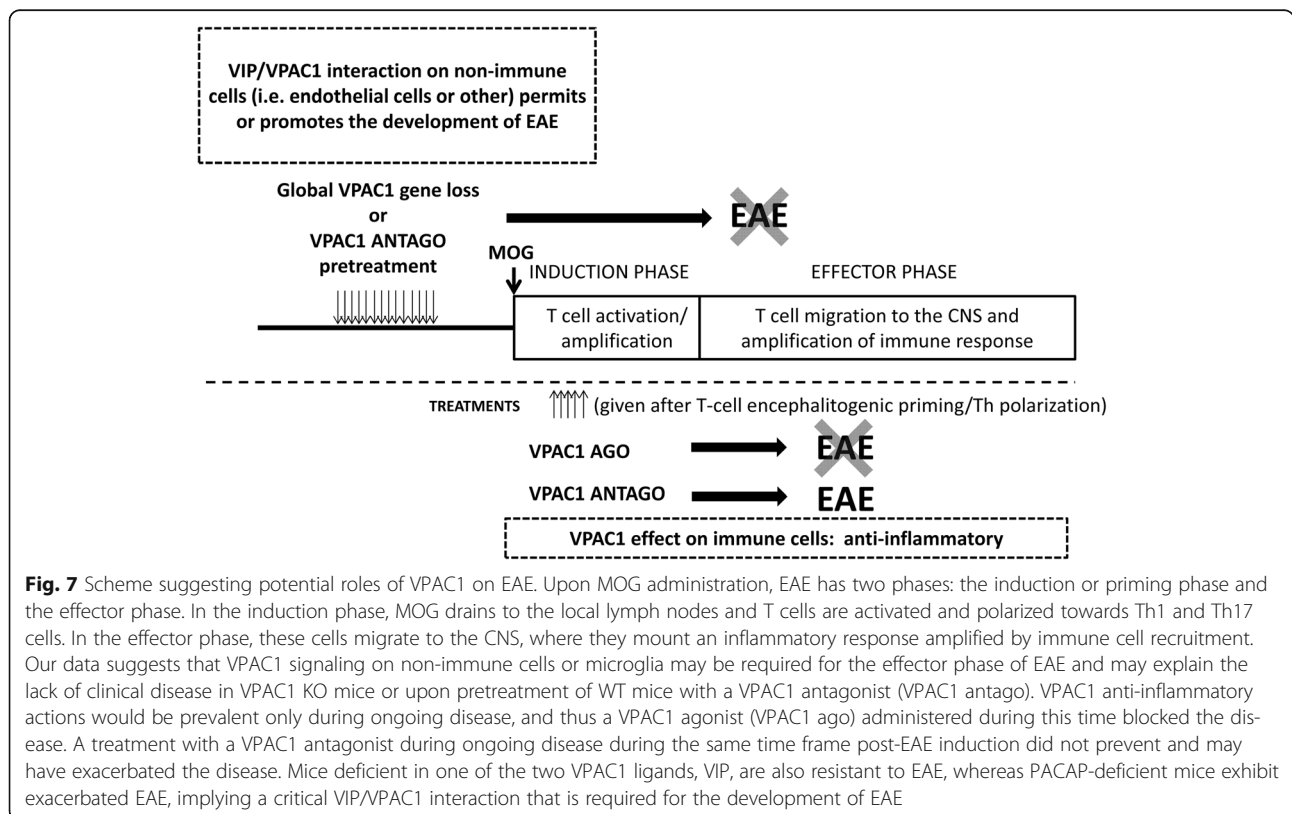 VIP/VPAC1 interaction on non-immune
cells (i.e. endothelial cells or other) permits
or promotes the development of EAE
Global VPAC1 gene loss
or
VPAC1 ANTAGO
pretreatment
EAE
MOG
INDUCTION PHASE
EFFECTOR PHASE
T cell activation/
amplification
T cell migration to the CNS and
amplification of immune response
TREATMENTS
(given after T-cell encephalitogenic priming/Th polarization)
VPAC1 AGO
EAE
VPAC1 ANTAGO
EAE
VPAC1 effect on immune cells: anti-inflammatory
Fig. 7 Scheme suggesting potential roles of VPAC1 on EAE. Upon MOG administration, EAE has two phases: the induction or priming phase and
the effector phase. In the induction phase, MOG drains to the local lymph nodes and T cells are activated and polarized towards Th1 and Th17
cells. In the effector phase, these cells migrate to the CNS, where they mount an inflammatory response amplified by immune cell recruitment.
Our data suggests that VPAC1 signaling on non-immune cells or microglia may be required for the effector phase of EAE and may explain the
lack of clinical disease in VPAC1 KO mice or upon pretreatment of WT mice with a VPAC1 antagonist (VPAC1 antago). VPAC1 anti-inflammatory
actions would be prevalent only during ongoing disease, and thus a VPAC1 agonist (VPAC1 ago) administered during this time blocked the dis-
ease. A treatment with a VPAC1 antagonist during ongoing disease during the same time frame post-EAE induction did not prevent and may
have exacerbated the disease. Mice deficient in one of the two VPAC1 ligands, VIP, are also resistant to EAE, whereas PACAP-deficient mice exhibit
exacerbated EAE, implying a critical VIP/VPAC1 interaction that is required for the development of EAE